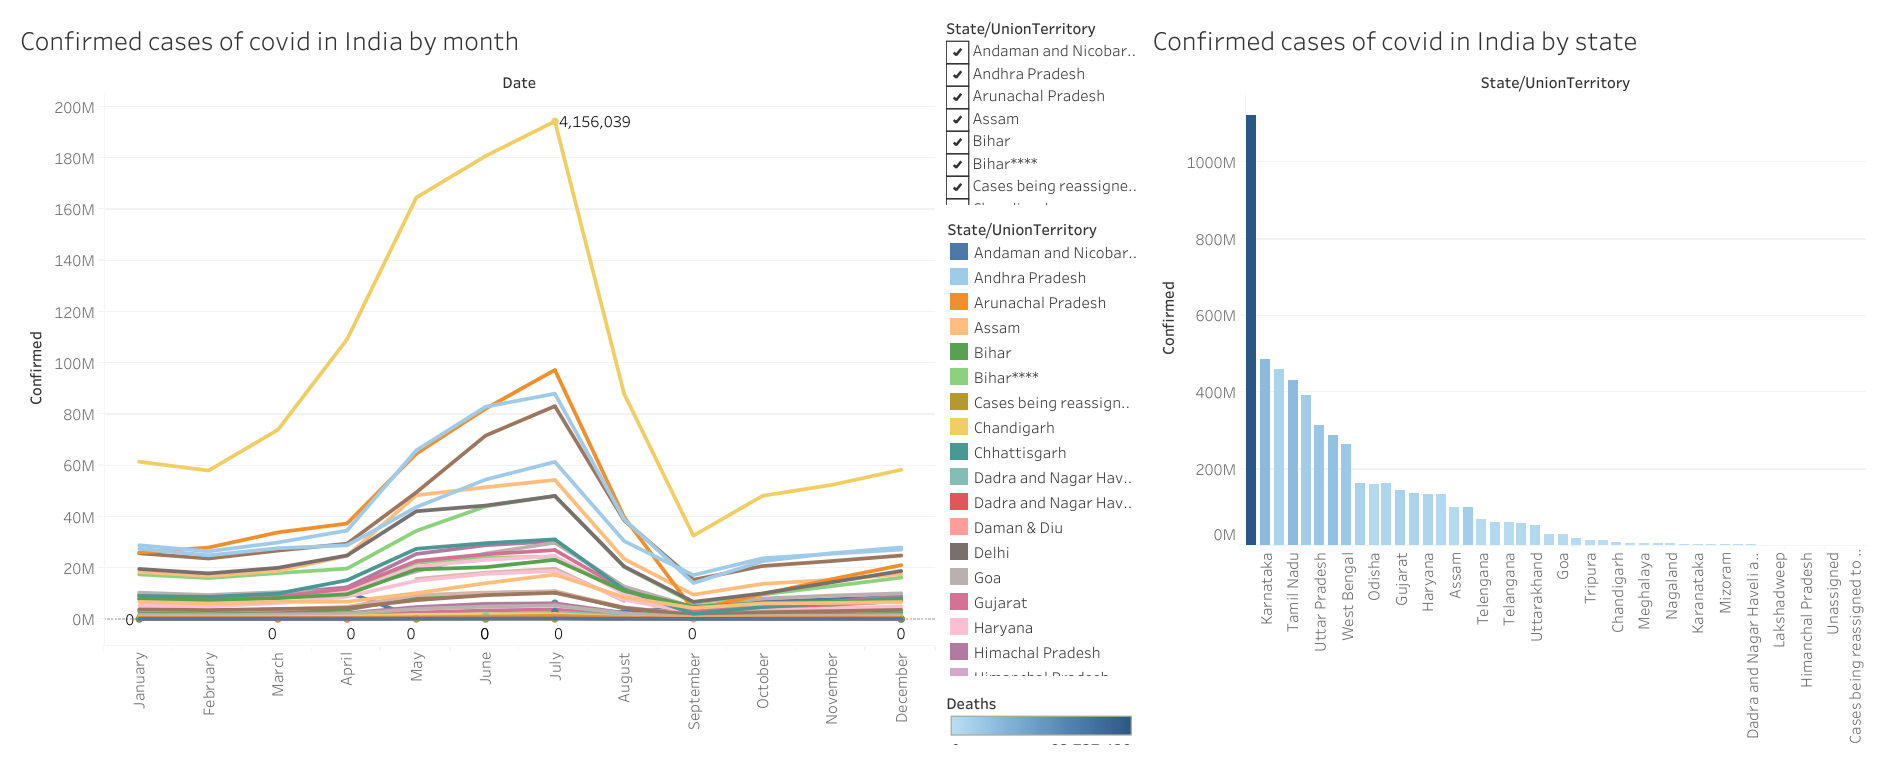 Confirmed cases of covid in India by month
Date
Confirmed
200M
180M
160M
140M
120M
100M
80M
60M
40M
20M
0M
4,156,039
0
0
0
0
0
0
0
0
January
February
March
April
May
June
July
August
September
October
November
December
State/UnionTerritory
Andaman and Nicobar..
Andhra Pradesh
Arunachal Pradesh
Assam
Bihar
Bihar****
Cases being reassigne..
State/UnionTerritory
Andaman and Nicobar..
Andhra Pradesh
Arunachal Pradesh
Assam
Bihar
Bihar****
Cases being reassign..
Chandigarh
Chhattisgarh
Dadra and Nagar Hav..
Dadra and Nagar Hav..
Daman & Diu
Delhi
Goa
Gujarat
Haryana
Himachal Pradesh
Deaths
Confirmed cases of covid in India by state
State/UnionTerritory
Confirmed
1000M
800M
600M
400M
200M
0M
Karnataka
Tamil Nadu
Uttar Pradesh
West Bengal
Odisha
Gujarat
Haryana
Assam
Telengana
Telangana
Uttarakhand
Goa
Tripura
Chandigarh
Meghalaya
Nagaland
Karanataka
Mizoram
Dadra and Nagar Haveli a..
Lakshadweep
Himanchal Pradesh
Unassigned
Cases being reassigned to..